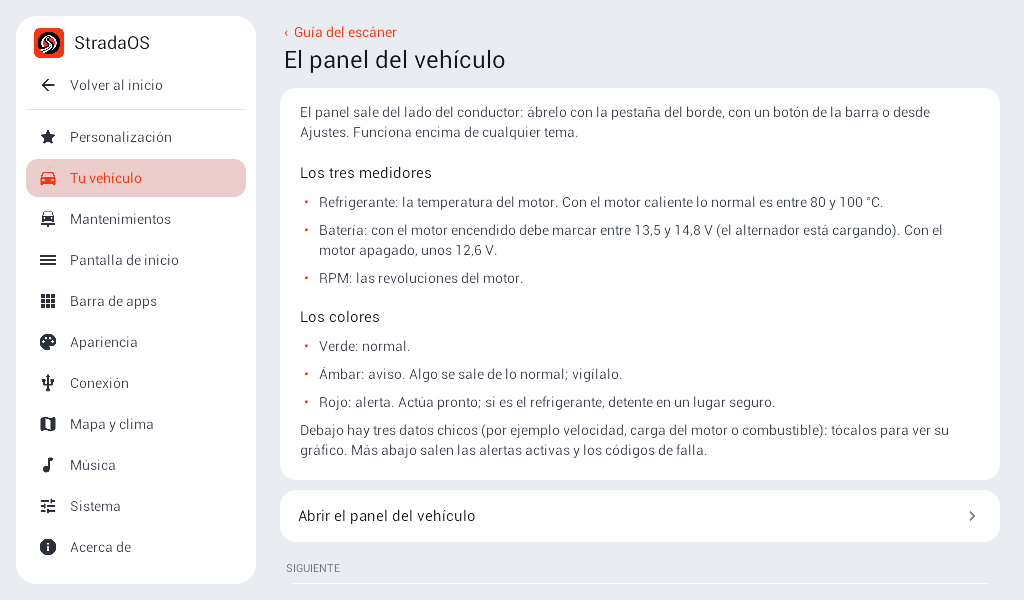 StradaOS
Volver al inicio
Personalización
Tu vehículo
Mantenimientos
Pantalla de inicio
Barra de apps
Apariencia
Conexión
Mapa y clima
Música
Sistema
Acerca de
‹ Guía del escáner
El panel del vehículo
El panel sale del lado del conductor: ábrelo con la pestaña del borde, con un botón de la barra o desde
Ajustes. Funciona encima de cualquier tema.
Los tres medidores
• Refrigerante: la temperatura del motor. Con el motor caliente lo normal es entre 80 y 100 °C.
• Batería: con el motor encendido debe marcar entre 13,5 y 14,8 V (el alternador está cargando). Con el
motor apagado, unos 12,6 V.
• RPM: las revoluciones del motor.
Los colores
• Verde: normal.
• Ámbar: aviso. Algo se sale de lo normal; vigílalo.
• Rojo: alerta. Actúa pronto; si es el refrigerante, detente en un lugar seguro.
Debajo hay tres datos chicos (por ejemplo velocidad, carga del motor o combustible): tócalos para ver su
gráfico. Más abajo salen las alertas activas y los códigos de falla.
Abrir el panel del vehículo
SIGUIENTE